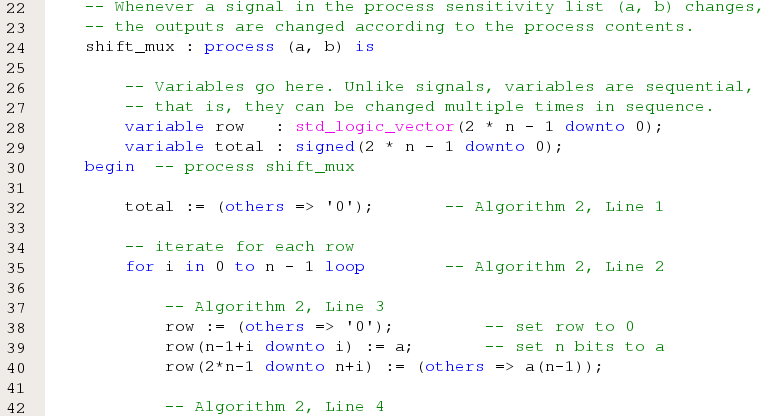 22 -- Whenever a signal in the process sensitivity list (a, b) changes,
23 -- the outputs are changed according to the process contents.
24 shift_mux : process (a, b) is
25
26 -- Variables go here. Unlike signals, variables are sequential,
27 -- that is, they can be changed multiple times in sequence.
28 variable row   : std_logic_vector(2 * n - 1 downto 0);
29 variable total : signed(2 * n - 1 downto 0);
30 begin  -- process shift_mux
31
32 total := (others => '0');       -- Algorithm 2, Line 1
33
34 -- iterate for each row
35 for i in 0 to n - 1 loop        -- Algorithm 2, Line 2
36
37 -- Algorithm 2, Line 3
38 row := (others => '0');         -- set row to 0
39 row(n-1+i downto i) := a;       -- set n bits to a
40 row(2*n-1 downto n+i) := (others => a(n-1));
41
42 -- Algorithm 2, Line 4